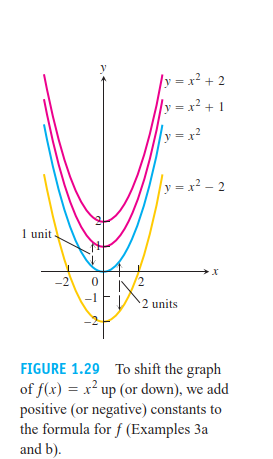 y
y = x² + 2
y = x² + 1
y = x²
y = x² – 2
2
1 unit
1
x
–2
0
2
–1
2 units
–2
FIGURE 1.29 To shift the graph
of f(x) = x² up (or down), we add
positive (or negative) constants to
the formula for f (Examples 3a
and b).